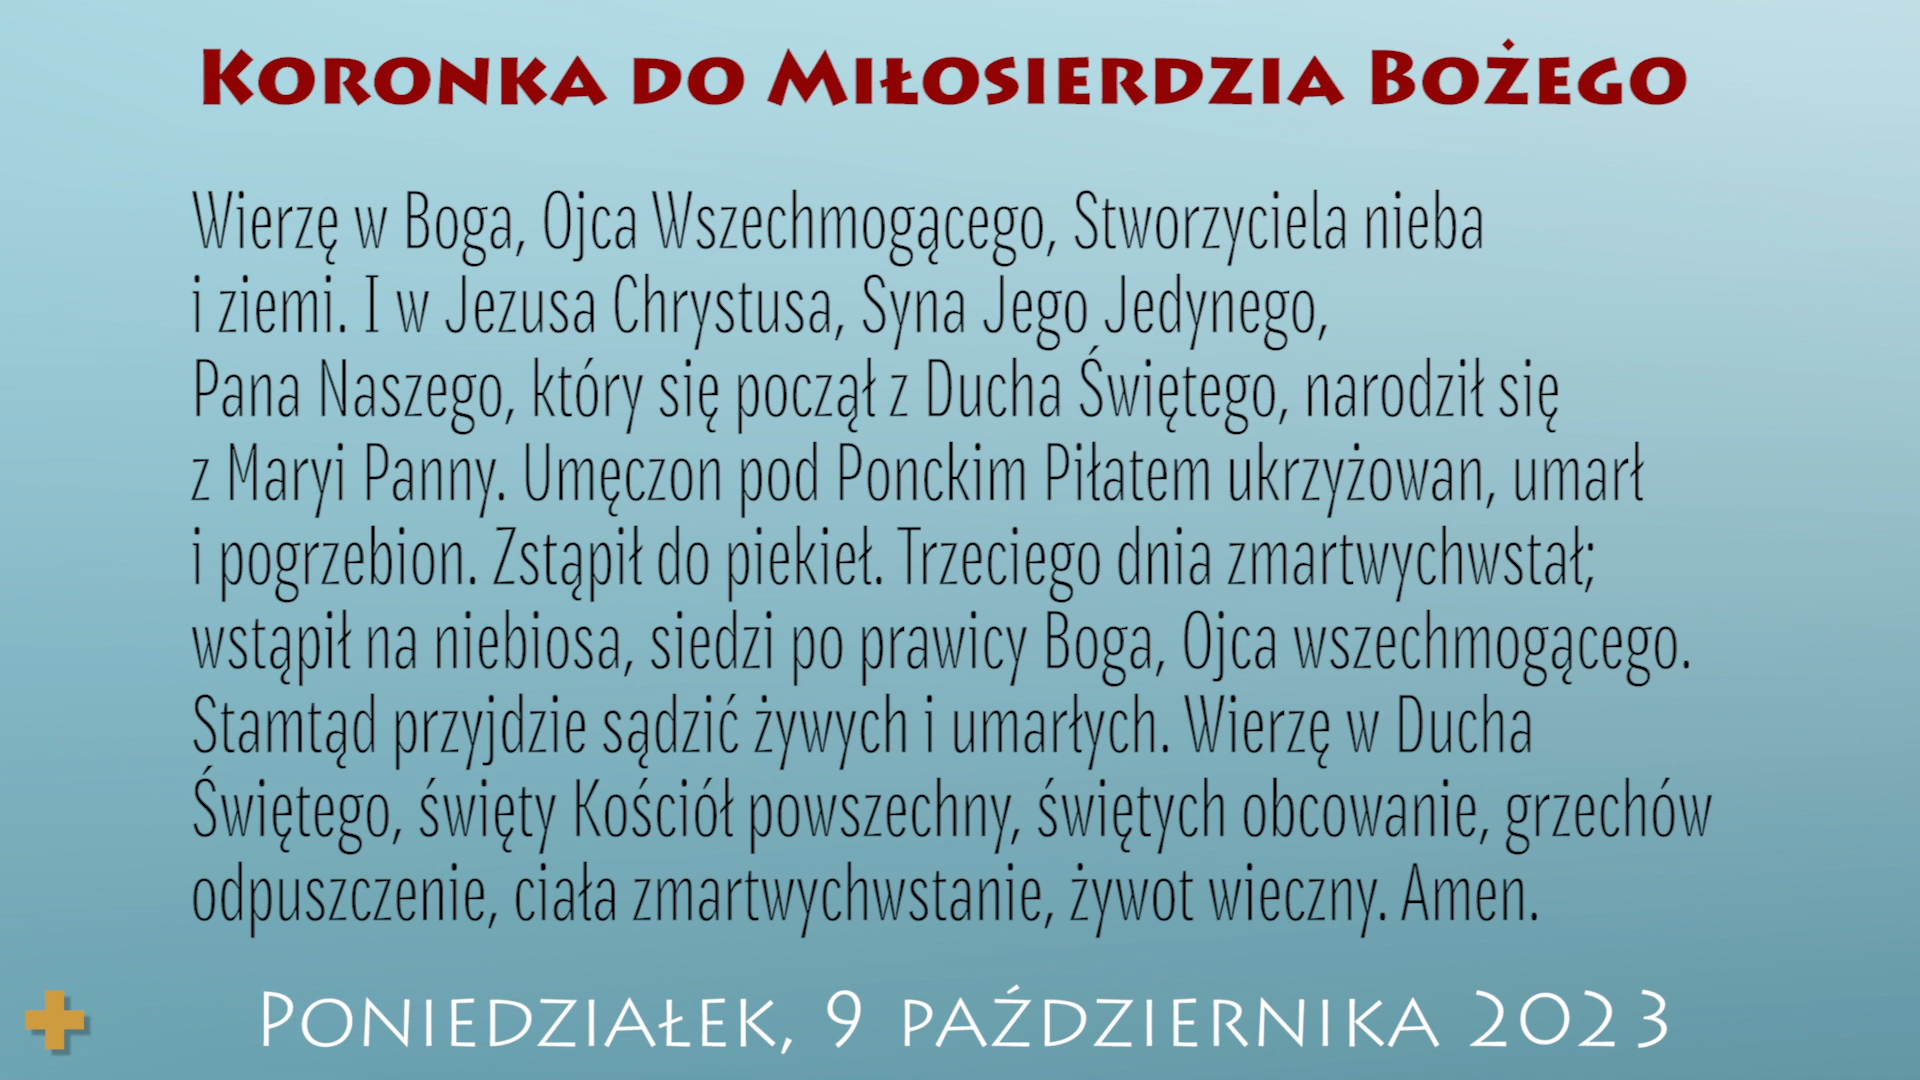 Koronka do Miłosierdzia Bożego
Wierzę w Boga, Ojca Wszechmogącego, Stworzyciela nieba
i ziemi. I w Jezusa Chrystusa, Syna Jego Jedynego,
Pana Naszego, który się począł z Ducha Świętego, narodził się
z Maryi Panny. Umęczon pod Ponckim Piłatem ukrzyżowan, umarł
i pogrzebion. Zstąpił do piekieł. Trzeciego dnia zmartwychwstał;
wstąpił na niebiosa, siedzi po prawicy Boga, Ojca wszechmogącego.
Stamtąd przyjdzie sądzić żywych i umarłych. Wierzę w Ducha
Świętego, święty Kościół powszechny, świętych obcowanie, grzechów
odpuszczenie, ciała zmartwychwstanie, żywot wieczny. Amen.
Poniedziałek, 9 października 2023